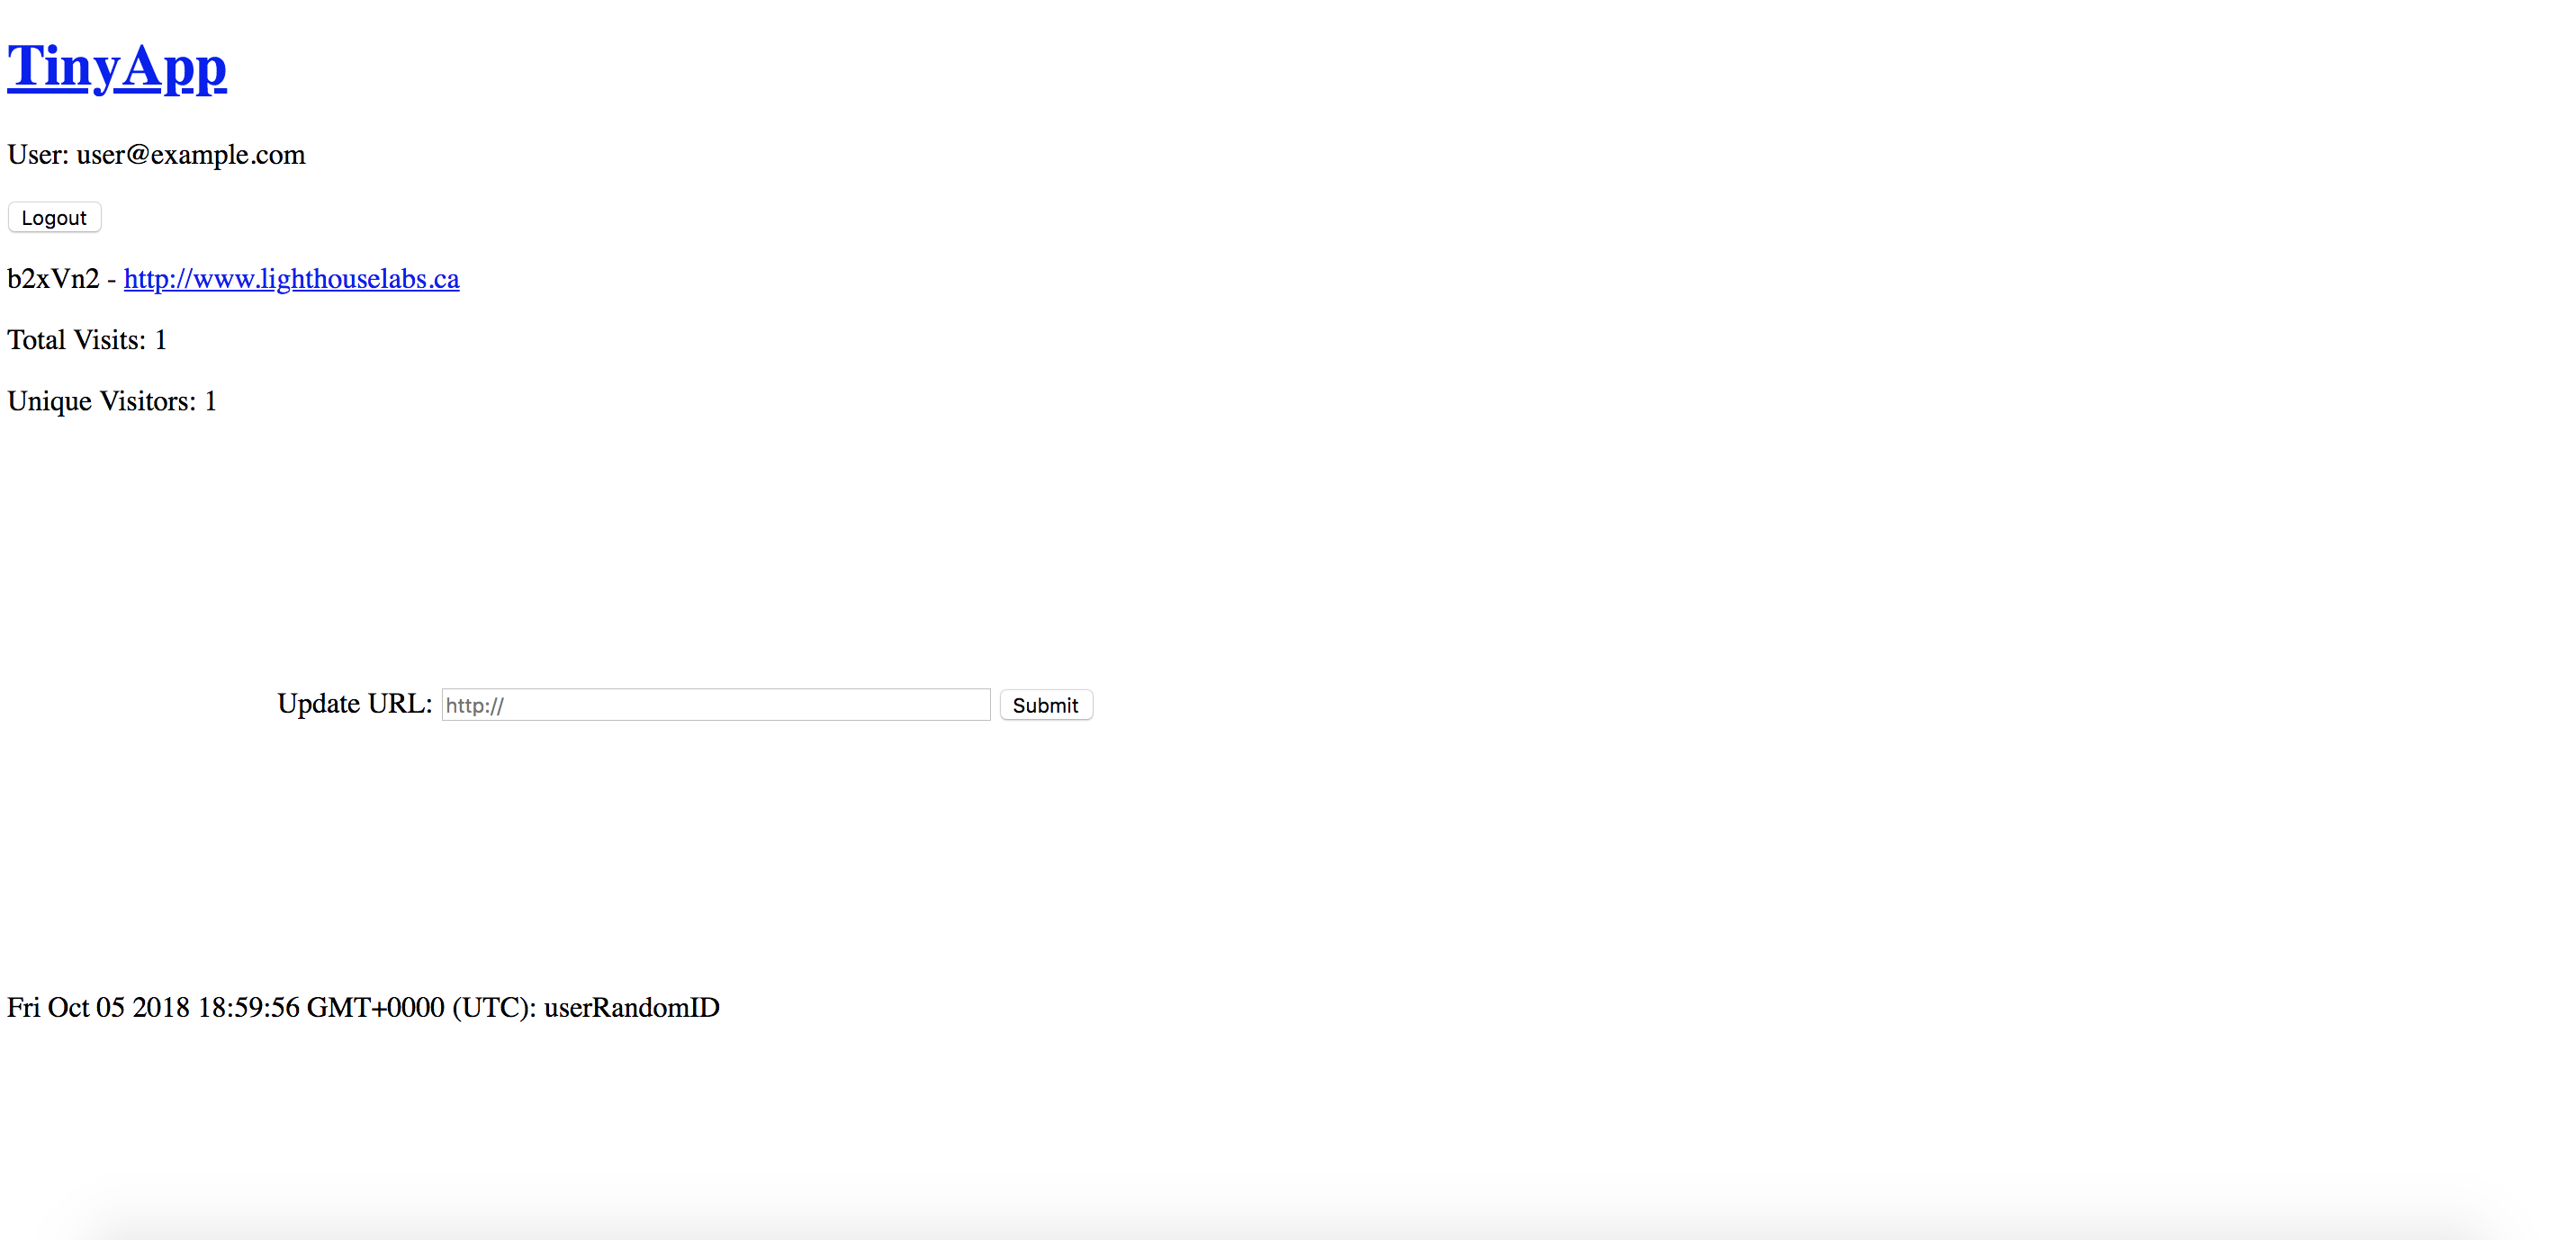 TinyApp
User: user@example.com
Logout
b2xVn2 - http://www.lighthouselabs.ca
Total Visits: 1
Unique Visitors: 1
Update URL: http:// Submit
Fri Oct 05 2018 18:59:56 GMT+0000 (UTC): userRandomID